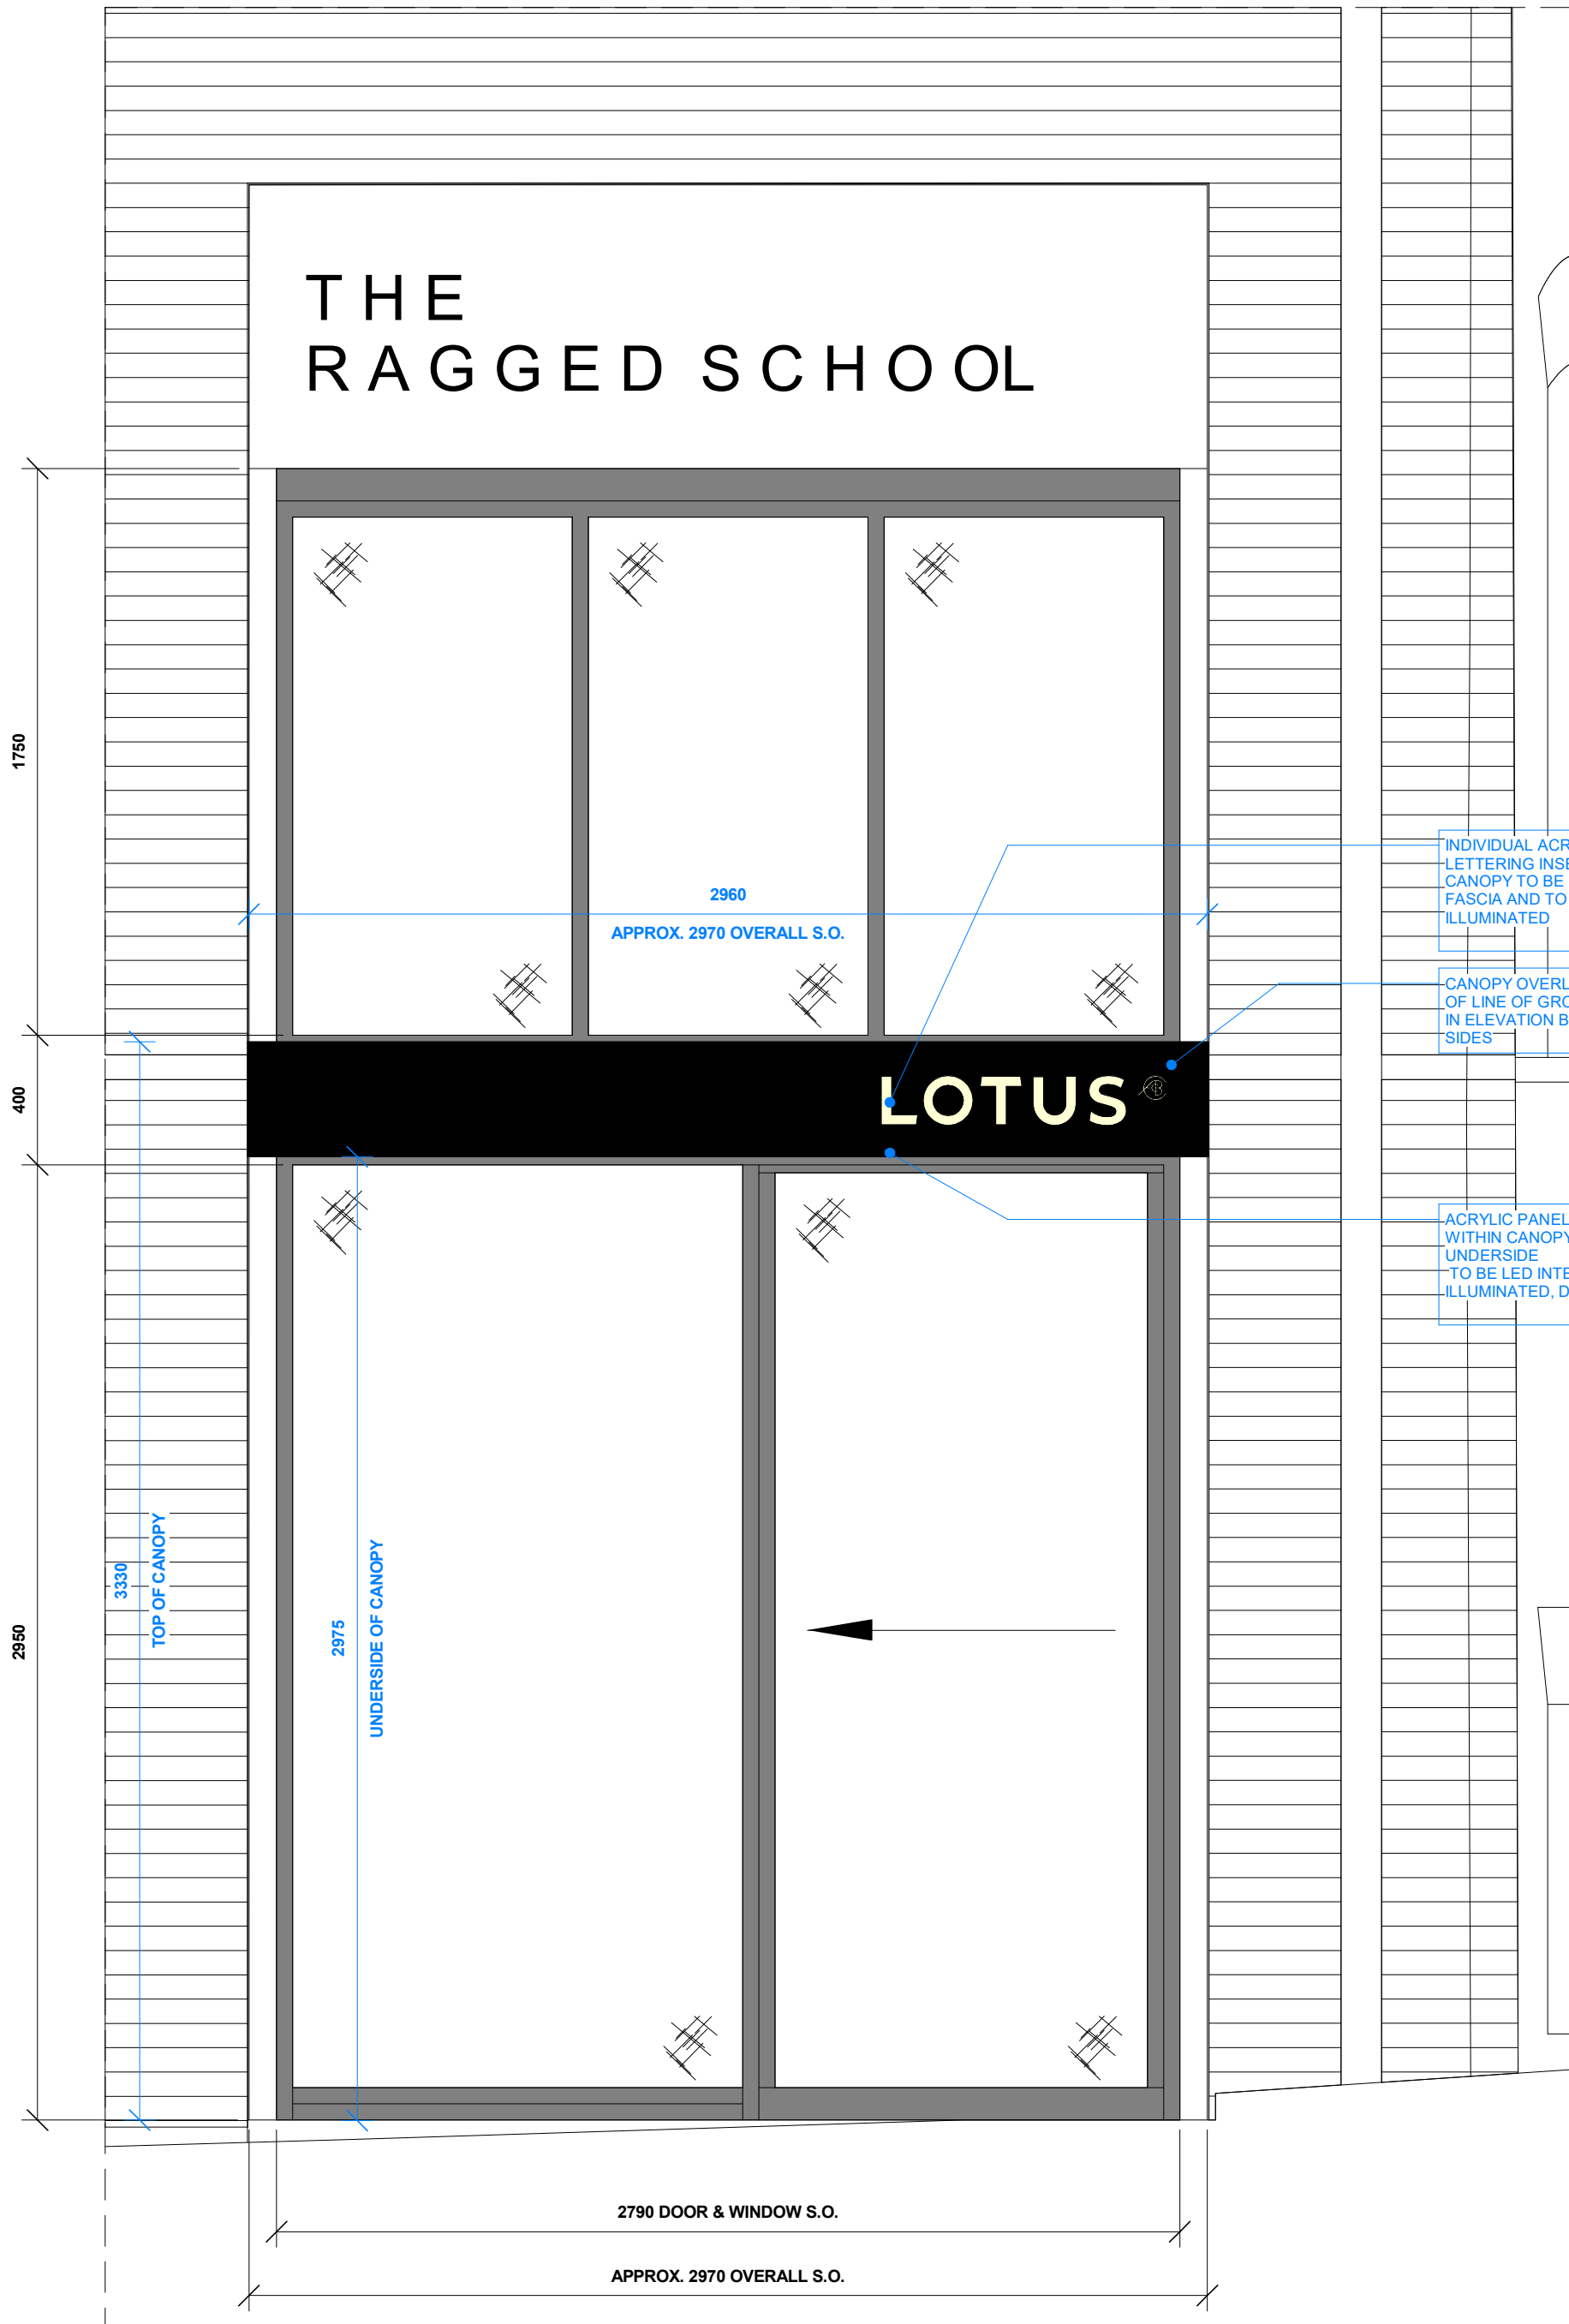 THE
RAGGED SCHOOL
1750
2960
APPROX. 2970 OVERALL S.O.
INDIVIDUAL ACR
LETTERING INSE
CANOPY TO BE
FASCIA AND TO
ILLUMINATED
CANOPY OVERL
OF LINE OF GRO
IN ELEVATION B
SIDES
400
LOTUS
ACRYLIC PANEL
WITHIN CANOPY
UNDERSIDE
TO BE LED INTE
ILLUMINATED, D
2950
3330
TOP OF CANOPY
2975
UNDERSIDE OF CANOPY
2790 DOOR & WINDOW S.O.
APPROX. 2970 OVERALL S.O.